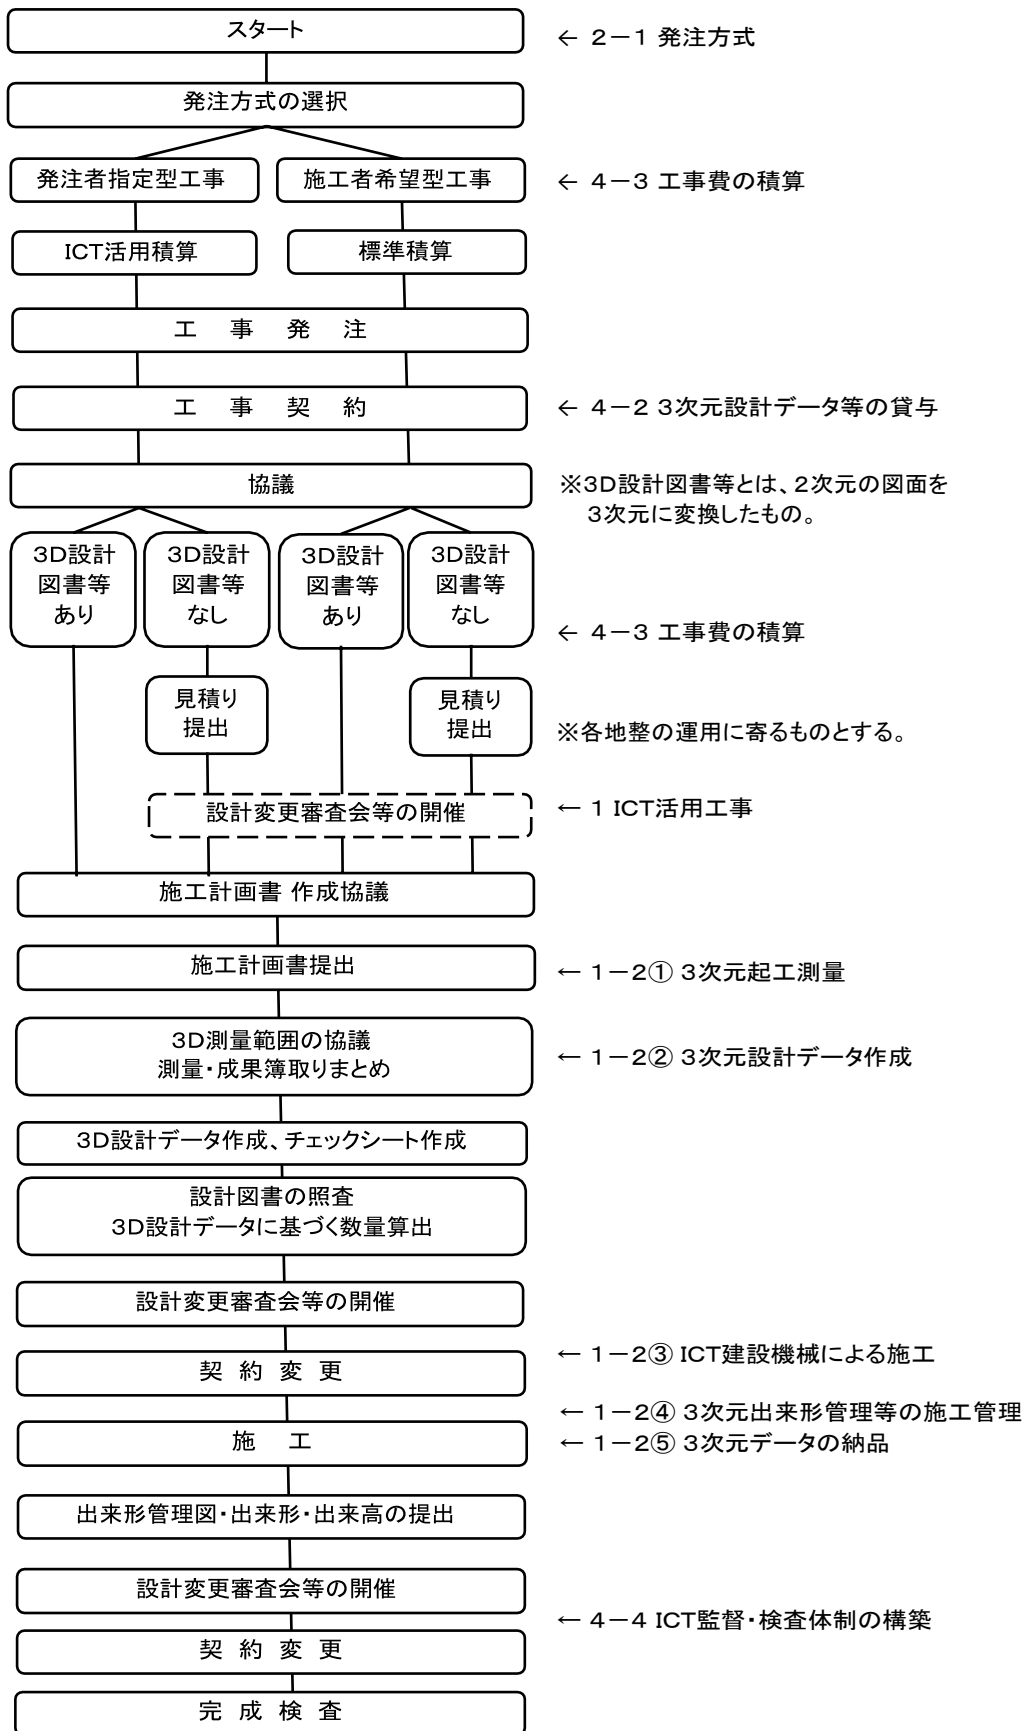 スタート
← 2－1 発注方式
発注方式の選択
発注者指定型工事
施工者希望型工事
← 4－3 工事費の積算
ICT活用積算
標準積算
工 事 発 注
工 事 契 約
← 4－2 3次元設計データ等の貸与
協議
※3D設計図書等とは、2次元の図面を
3次元に変換したもの。
3D設計
図書等
あり
3D設計
図書等
なし
3D設計
図書等
あり
3D設計
図書等
なし
← 4－3 工事費の積算
見積り
提出
見積り
提出
※各地整の運用に寄るものとする。
設計変更審査会等の開催
← 1 ICT活用工事
施工計画書 作成協議
施工計画書提出
← 1－2① 3次元起工測量
3D測量範囲の協議
測量・成果簿取りまとめ
← 1－2② 3次元設計データ作成
3D設計データ作成、チェックシート作成
設計図書の照査
3D設計データに基づく数量算出
設計変更審査会等の開催
← 1－2③ ICT建設機械による施工
契 約 変 更
← 1－2④ 3次元出来形管理等の施工管理
施 工
← 1－2⑤ 3次元データの納品
出来形管理図・出来形・出来高の提出
設計変更審査会等の開催
← 4－4 ICT監督・検査体制の構築
契 約 変 更
完 成 検 査